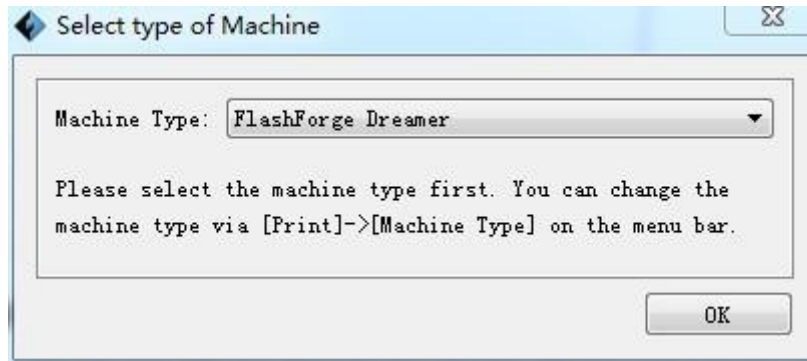 Select type of Machine
Machine Type: FlashForge Dreamer
Please select the machine type first. You can change the
machine type via [Print]->[Machine Type] on the menu bar.
OK